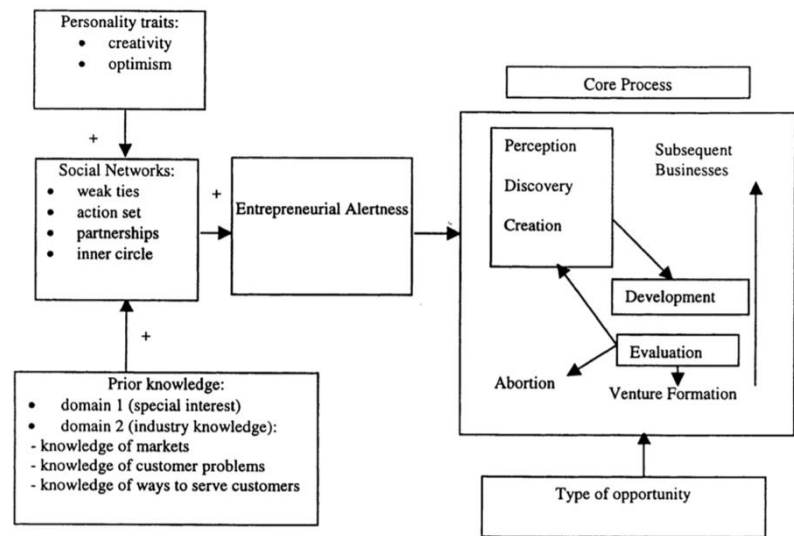 Personality traits:
• creativity
• optimism
+
Social Networks:
• weak ties
• action set
• partnerships
• inner circle
+
Entrepreneurial Alertness
+
Prior knowledge:
• domain 1 (special interest)
• domain 2 (industry knowledge):
- knowledge of markets
- knowledge of customer problems
- knowledge of ways to serve customers
Core Process
Perception
Discovery
Creation
Subsequent
Businesses
Development
Evaluation
Abortion
Venture Formation
Type of opportunity